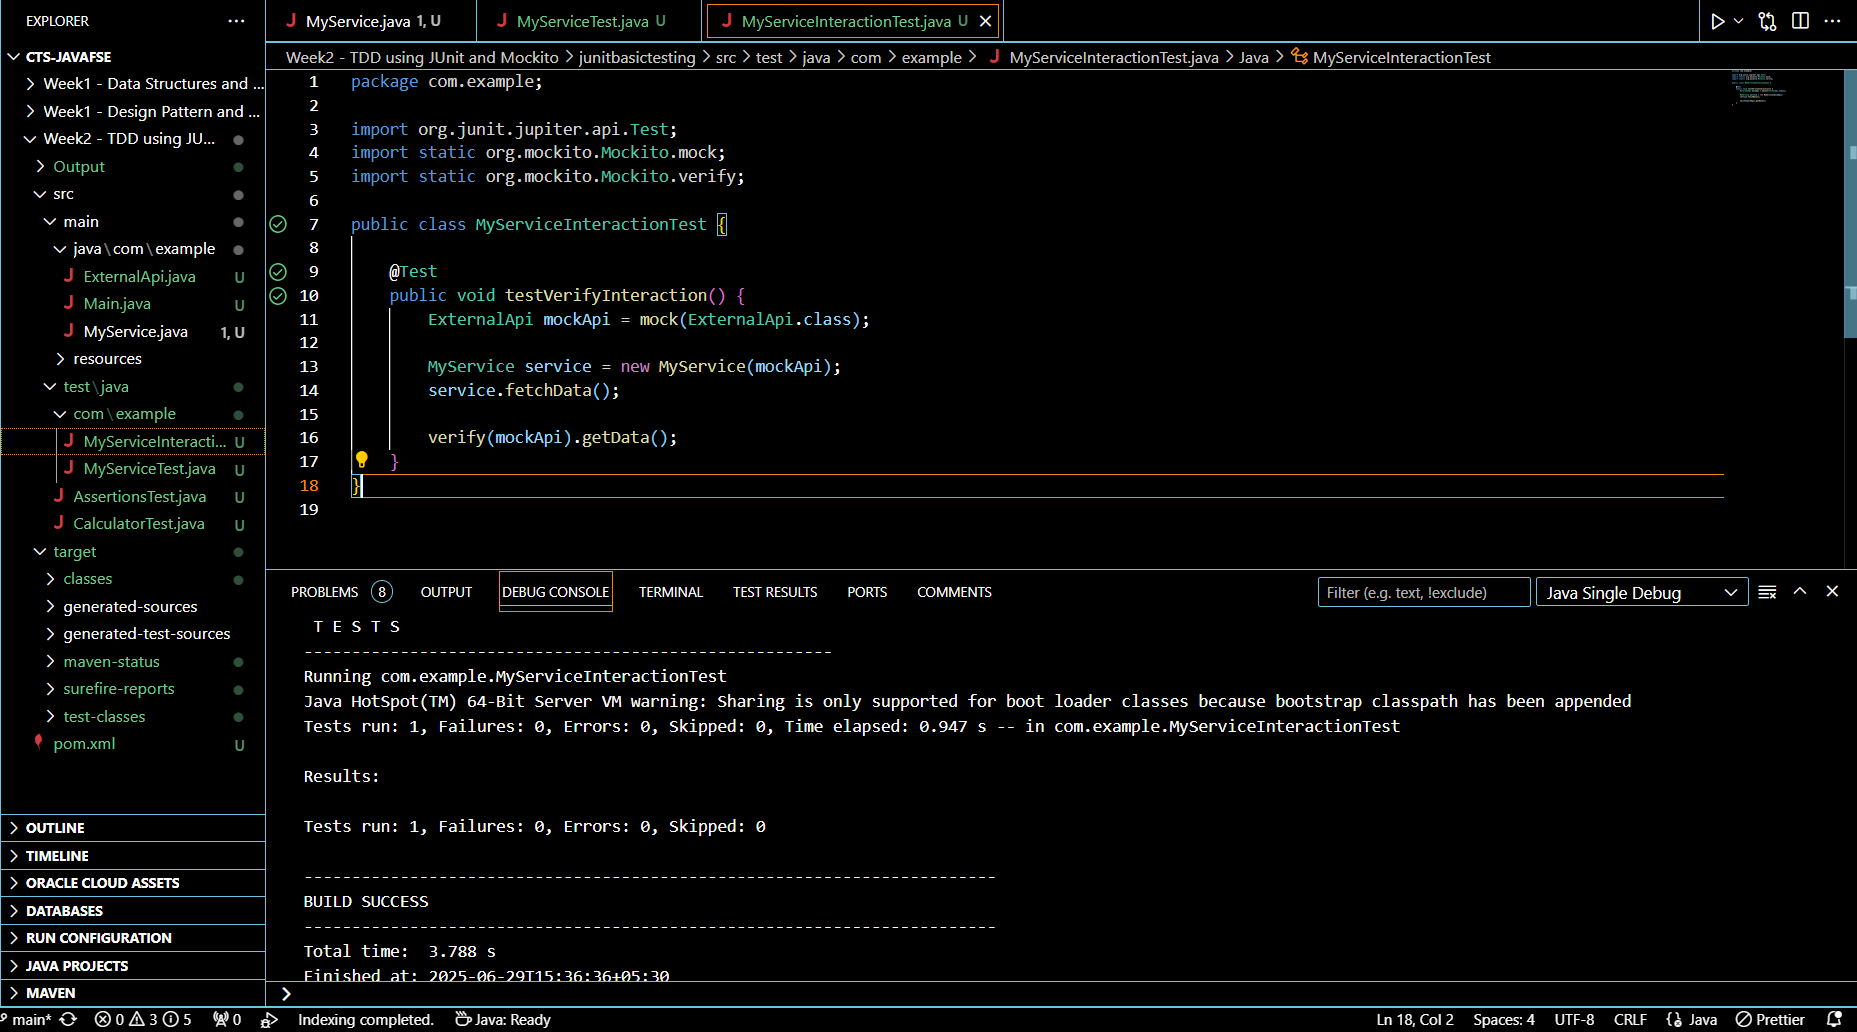 EXPLORER
CTS-JAVAFSE
Week1 - Data Structures and ...
Week1 - Design Pattern and ...
Week2 - TDD using JU...
Output
src
main
java\com\example
ExternalApi.java U
Main.java U
MyService.java 1, U
resources
test\java
com\example
MyServiceInteracti... U
MyServiceTest.java U
AssertionsTest.java U
CalculatorTest.java U
target
classes
generated-sources
generated-test-sources
maven-status
surefire-reports
test-classes
pom.xml U
OUTLINE
TIMELINE
ORACLE CLOUD ASSETS
DATABASES
RUN CONFIGURATION
JAVA PROJECTS
MAVEN
MyService.java 1, U
MyServiceTest.java U
MyServiceInteractionTest.java U
Week2 - TDD using JUnit and Mockito > junitbasictesting > src > test > java > com > example > MyServiceInteractionTest.java > Java > MyServiceInteractionTest
1 package com.example;
2
3 import org.junit.jupiter.api.Test;
4 import static org.mockito.Mockito.mock;
5 import static org.mockito.Mockito.verify;
6
7 public class MyServiceInteractionTest {
8
9 @Test
10 public void testVerifyInteraction() {
11 ExternalApi mockApi = mock(ExternalApi.class);
12
13 MyService service = new MyService(mockApi);
14 service.fetchData();
15
16 verify(mockApi).getData();
17 }
18 }
19
PROBLEMS 8 OUTPUT DEBUG CONSOLE TERMINAL TEST RESULTS PORTS COMMENTS
Filter (e.g. text, !exclude)
Java Single Debug
T E S T S
-------------------------------------------------------
Running com.example.MyServiceInteractionTest
Java HotSpot(TM) 64-Bit Server VM warning: Sharing is only supported for boot loader classes because bootstrap classpath has been appended
Tests run: 1, Failures: 0, Errors: 0, Skipped: 0, Time elapsed: 0.947 s -- in com.example.MyServiceInteractionTest
Results:
Tests run: 1, Failures: 0, Errors: 0, Skipped: 0
------------------------------------------------------------------------
BUILD SUCCESS
------------------------------------------------------------------------
Total time:  3.788 s
Finished at: 2025-06-29T15:36:36+05:30
main* 0 3 5 0 Indexing completed. Java: Ready Ln 18, Col 2 Spaces: 4 UTF-8 CRLF Java Prettier